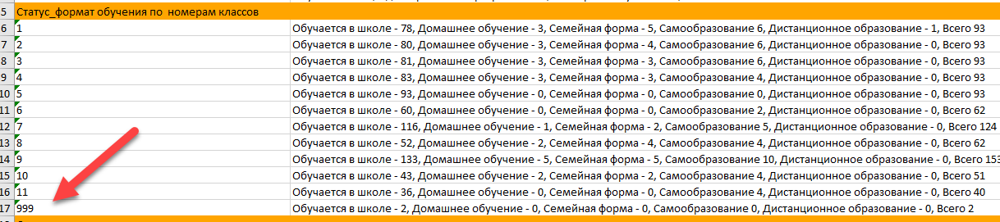 5 Статус_формат обучения по номерам классов
6 1 Обучается в школе - 78, Домашнее обучение - 3, Семейная форма - 5, Самообразование 6, Дистанционное образование - 1, Всего 93
7 2 Обучается в школе - 80, Домашнее обучение - 3, Семейная форма - 4, Самообразование 6, Дистанционное образование - 0, Всего 93
8 3 Обучается в школе - 81, Домашнее обучение - 3, Семейная форма - 3, Самообразование 6, Дистанционное образование - 0, Всего 93
9 4 Обучается в школе - 83, Домашнее обучение - 3, Семейная форма - 3, Самообразование 4, Дистанционное образование - 0, Всего 93
10 5 Обучается в школе - 93, Домашнее обучение - 0, Семейная форма - 0, Самообразование 0, Дистанционное образование - 0, Всего 93
11 6 Обучается в школе - 60, Домашнее обучение - 0, Семейная форма - 0, Самообразование 2, Дистанционное образование - 0, Всего 62
12 7 Обучается в школе - 116, Домашнее обучение - 1, Семейная форма - 2, Самообразование 5, Дистанционное образование - 0, Всего 124
13 8 Обучается в школе - 52, Домашнее обучение - 2, Семейная форма - 4, Самообразование 4, Дистанционное образование - 0, Всего 62
14 9 Обучается в школе - 133, Домашнее обучение - 5, Семейная форма - 5, Самообразование 10, Дистанционное образование - 0, Всего 153
15 10 Обучается в школе - 43, Домашнее обучение - 2, Семейная форма - 2, Самообразование 4, Дистанционное образование - 0, Всего 51
16 11 Обучается в школе - 36, Домашнее обучение - 0, Семейная форма - 0, Самообразование 4, Дистанционное образование - 0, Всего 40
17 999 Обучается в школе - 2, Домашнее обучение - 0, Семейная форма - 0, Самообразование 0, Дистанционное образование - 0, Всего 2